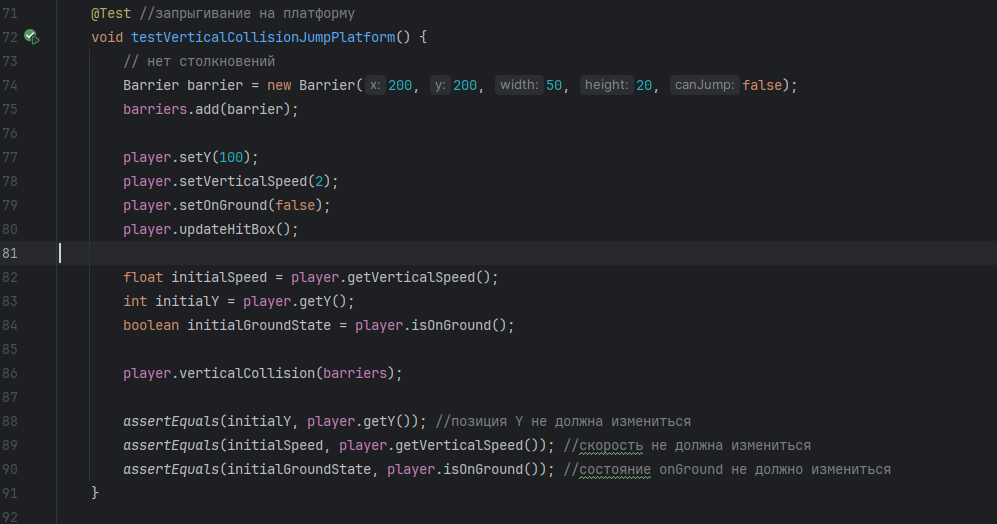 71 @Test //запрыгивание на платформу
72 void testVerticalCollisionJumpPlatform() {
73 // нет столкновений
74 Barrier barrier = new Barrier( x: 200, y: 200, width: 50, height: 20, canJump: false);
75 barriers.add(barrier);
76
77 player.setY(100);
78 player.setVerticalSpeed(2);
79 player.setOnGround(false);
80 player.updateHitBox();
81
82 float initialSpeed = player.getVerticalSpeed();
83 int initialY = player.getY();
84 boolean initialGroundState = player.isOnGround();
85
86 player.verticalCollision(barriers);
87
88 assertEquals(initialY, player.getY()); //позиция Y не должна измениться
89 assertEquals(initialSpeed, player.getVerticalSpeed()); //скорость не должна измениться
90 assertEquals(initialGroundState, player.isOnGround()); //состояние onGround не должно измениться
91 }
92